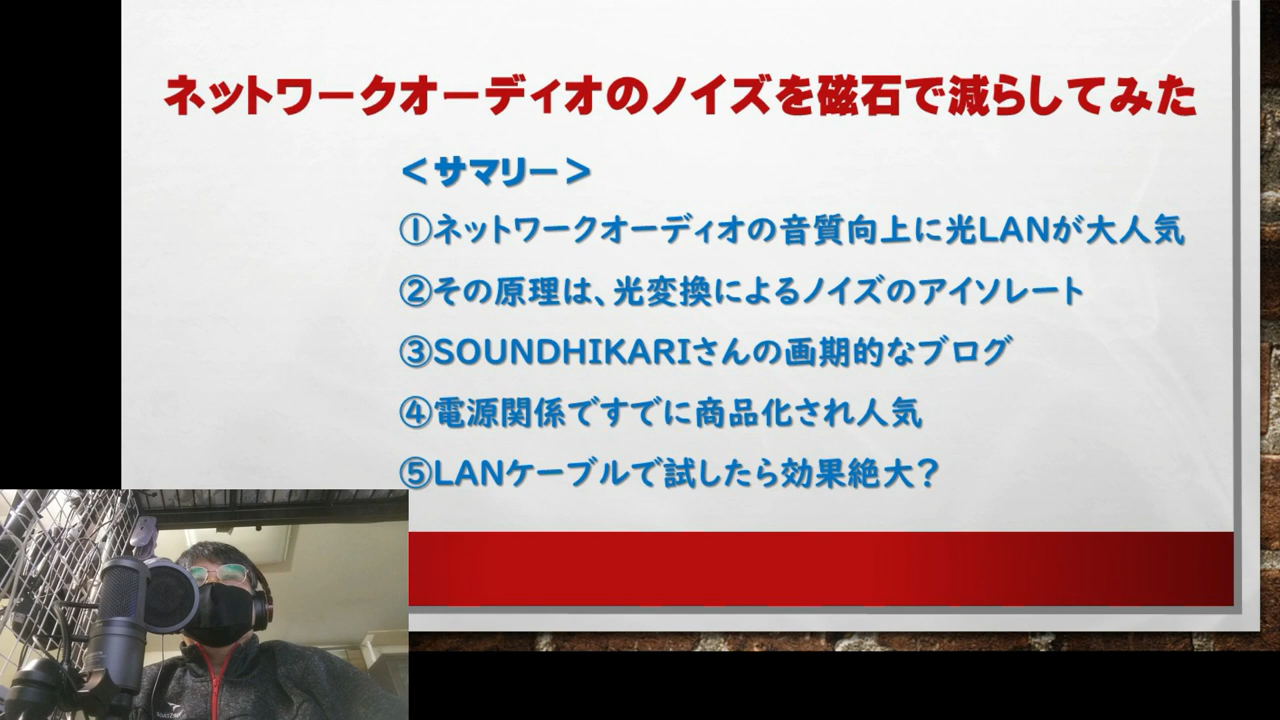 ネットワークオーディオのノイズを磁石で減らしてみた
＜サマリー＞
①ネットワークオーディオの音質向上に光LANが大人気
②その原理は、光変換によるノイズのアイソレート
③SOUNDHIKARIさんの画期的なブログ
④電源関係ですでに商品化され人気
⑤LANケーブルで試したら効果絶大？